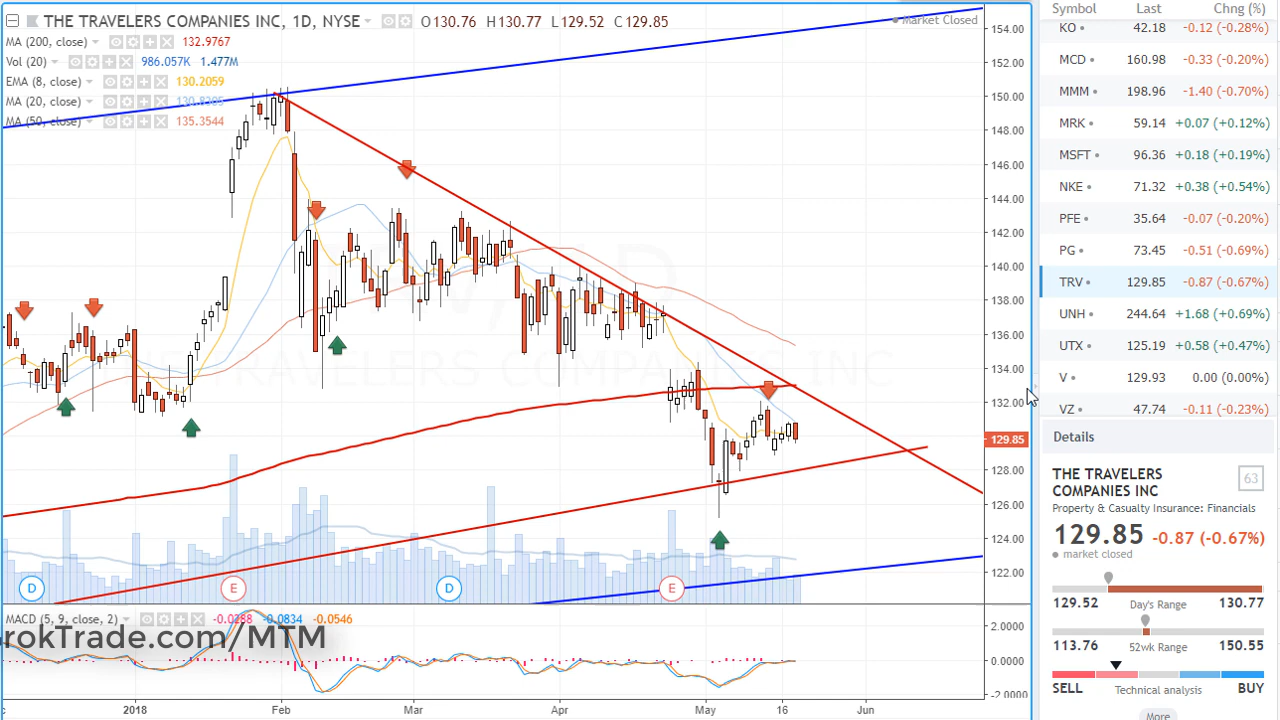 THE TRAVELERS COMPANIES INC, 1D, NYSE O130.76 H130.77 L129.52 C129.85 Market Closed
MA (200, close) 132.9767
Vol (20) 986.057K 1.477M
EMA (8, close) 130.2059
MA (20, close)
MA (50, close) 135.3544
154.00
152.00
150.00
148.00
146.00
144.00
142.00
140.00
138.00
136.00
134.00
132.00
129.85
128.00
126.00
124.00
122.00
D
E
D
E
MACD (5, 9, close, 2) -0.0288 -0.0834 -0.0546
rokTrade.com/MTM
2.0000
0.0000
-2.0000
2018 Feb Mar Apr May 16 Jun
Symbol Last Chng (%)
KO 42.18 -0.12 (-0.28%)
MCD 160.98 -0.33 (-0.20%)
MMM 198.96 -1.40 (-0.70%)
MRK 59.14 +0.07 (+0.12%)
MSFT 96.36 +0.18 (+0.19%)
NKE 71.32 +0.38 (+0.54%)
PFE 35.64 -0.07 (-0.20%)
PG 73.45 -0.51 (-0.69%)
TRV 129.85 -0.87 (-0.67%)
UNH 244.64 +1.68 (+0.69%)
UTX 125.19 +0.58 (+0.47%)
V 129.93 0.00 (0.00%)
VZ 47.74 -0.11 (-0.23%)
Details
THE TRAVELERS
COMPANIES INC
63
Property & Casualty Insurance: Financials
129.85 -0.87 (-0.67%)
market closed
129.52 Day's Range 130.77
113.76 52wk Range 150.55
SELL Technical analysis BUY
More